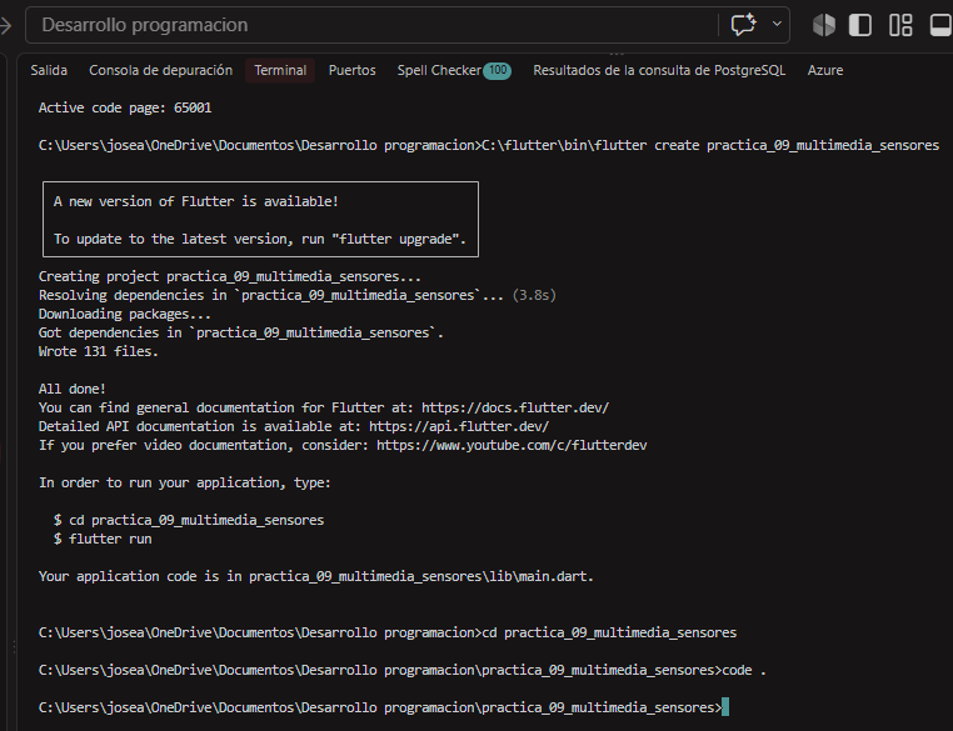 Desarrollo programacion
Salida Consola de depuración Terminal Puertos Spell Checker 100 Resultados de la consulta de PostgreSQL Azure
Active code page: 65001
C:\Users\josea\OneDrive\Documentos\Desarrollo programacion>C:\flutter\bin\flutter create practica_09_multimedia_sensores
A new version of Flutter is available!
To update to the latest version, run "flutter upgrade".
Creating project practica_09_multimedia_sensores...
Resolving dependencies in `practica_09_multimedia_sensores`... (3.8s)
Downloading packages...
Got dependencies in `practica_09_multimedia_sensores`.
Wrote 131 files.
All done!
You can find general documentation for Flutter at: https://docs.flutter.dev/
Detailed API documentation is available at: https://api.flutter.dev/
If you prefer video documentation, consider: https://www.youtube.com/c/flutterdev
In order to run your application, type:
$ cd practica_09_multimedia_sensores
$ flutter run
Your application code is in practica_09_multimedia_sensores\lib\main.dart.
C:\Users\josea\OneDrive\Documentos\Desarrollo programacion>cd practica_09_multimedia_sensores
C:\Users\josea\OneDrive\Documentos\Desarrollo programacion\practica_09_multimedia_sensores>code .
C:\Users\josea\OneDrive\Documentos\Desarrollo programacion\practica_09_multimedia_sensores>